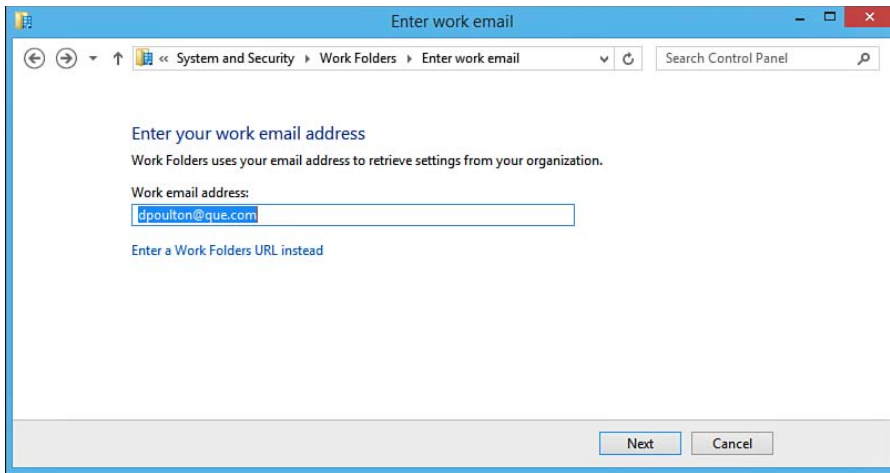 Enter work email
« System and Security Work Folders Enter work email
Search Control Panel
Enter your work email address
Work Folders uses your email address to retrieve settings from your organization.
Work email address:
dpoulton@que.com
Enter a Work Folders URL instead
Next Cancel